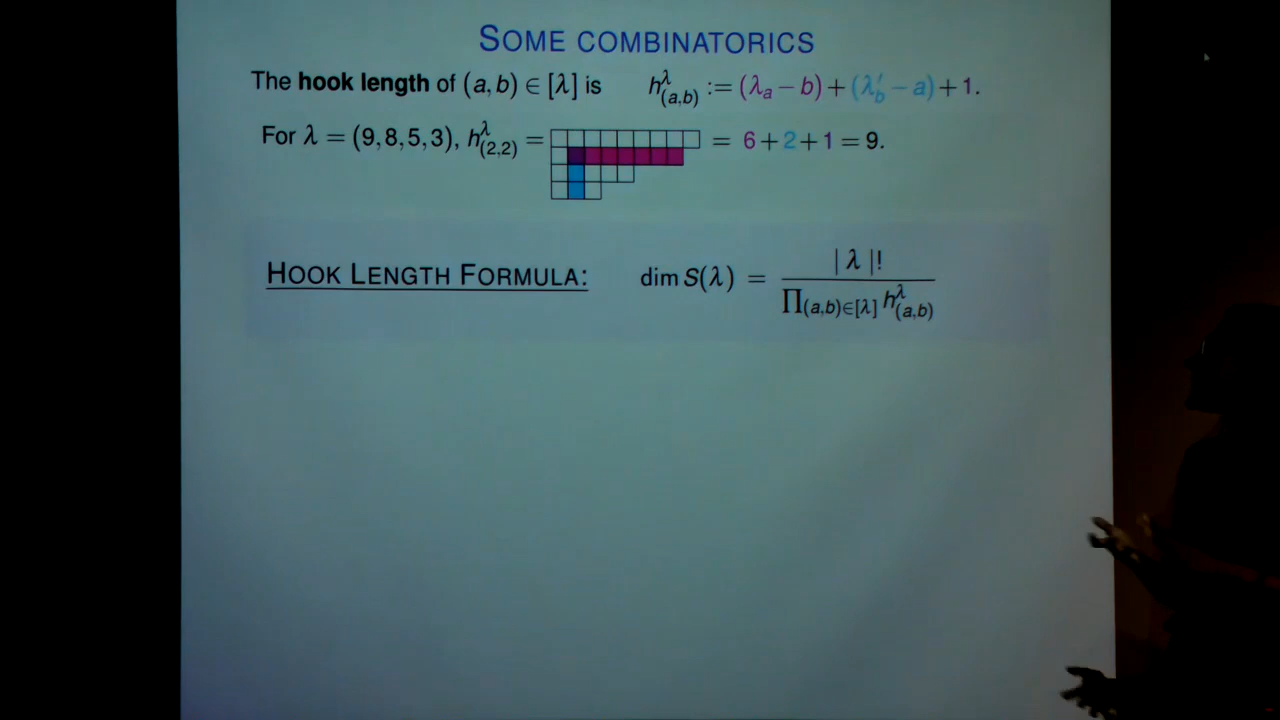 SOME COMBINATORICS
The hook length of (a,b) ∈ [λ] is h^λ_(a,b) := (λ_a − b) + (λ′_b − a) + 1.
For λ = (9,8,5,3), h^λ_(2,2) = = 6+2+1 = 9.
HOOK LENGTH FORMULA: dim S(λ) = |λ|! / ∏_(a,b)∈[λ] h^λ_(a,b)